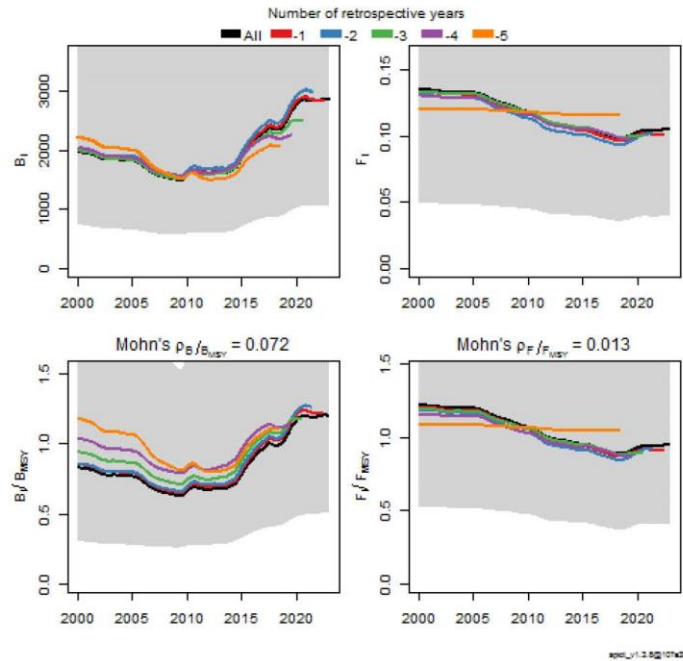 Number of retrospective years
All -1 -2 -3 -4 -5
B_t
3000
2000
1000
0
2000 2005 2010 2015 2020
F_t
0.15
0.10
0.05
0.00
2000 2005 2010 2015 2020
Mohn's ρ_B/B_MSY = 0.072
B_t/B_MSY
1.5
1.0
0.5
0.0
2000 2005 2010 2015 2020
Mohn's ρ_F/F_MSY = 0.013
F_t/F_MSY
1.5
1.0
0.5
0.0
2000 2005 2010 2015 2020